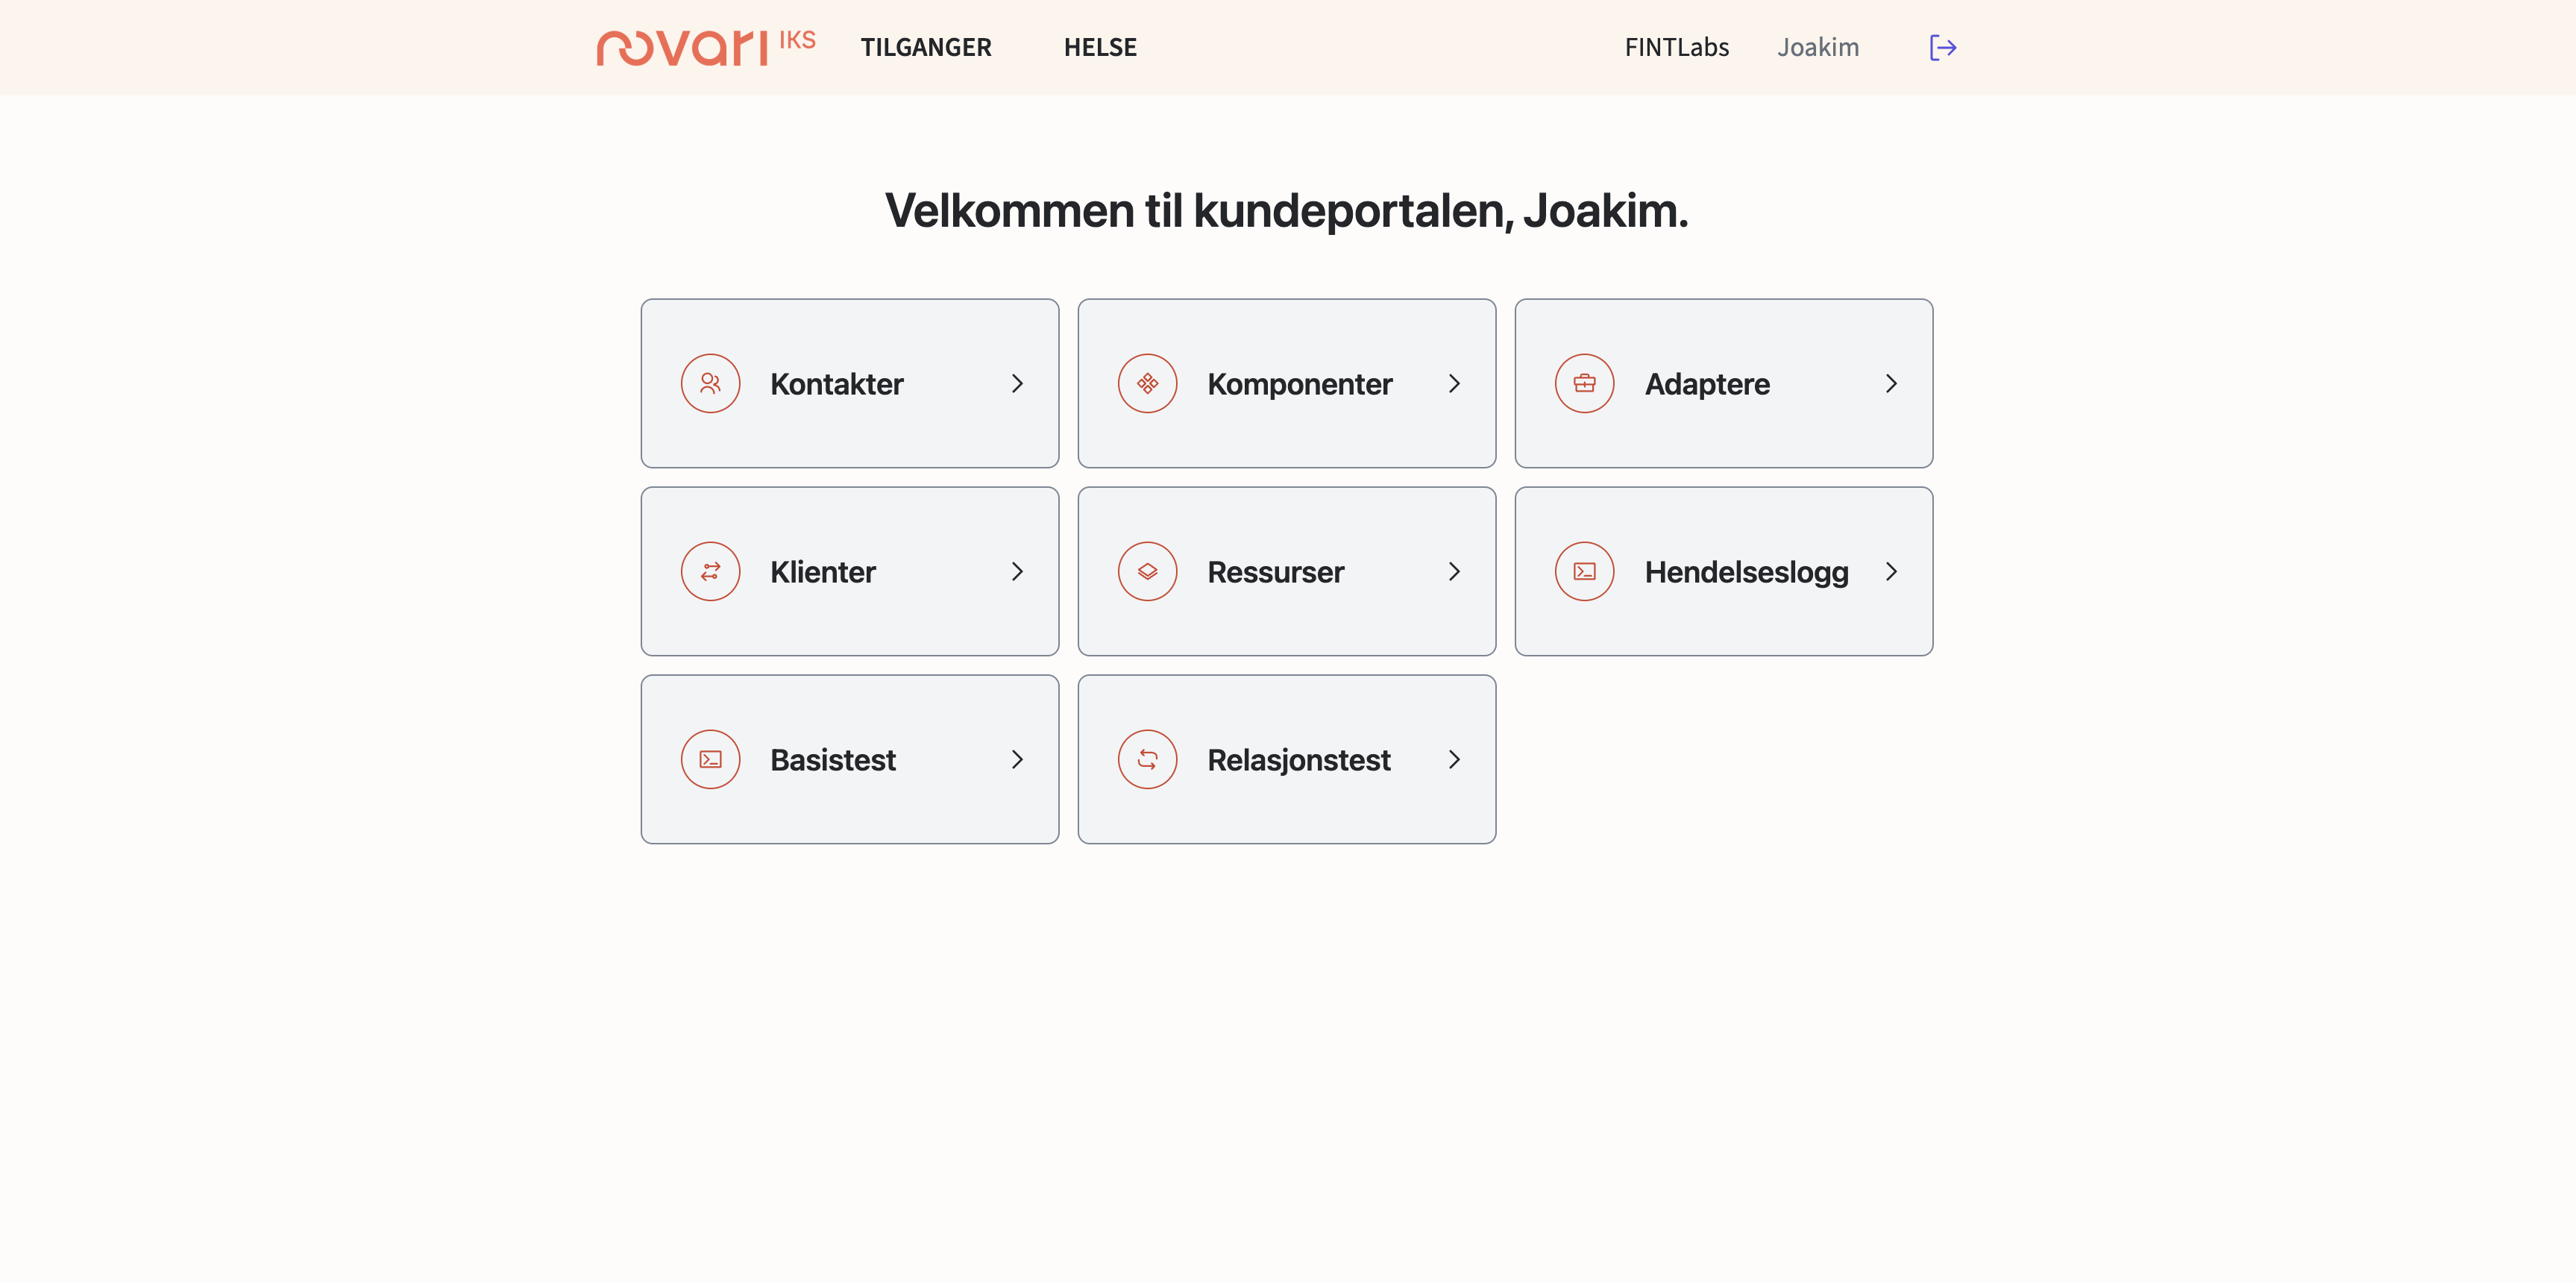 novari IKS
TILGANGER
HELSE
FINTLabs
Joakim
Velkommen til kundeportalen, Joakim.
Kontakter
Komponenter
Adaptere
Klienter
Ressurser
Hendelseslogg
Basistest
Relasjonstest